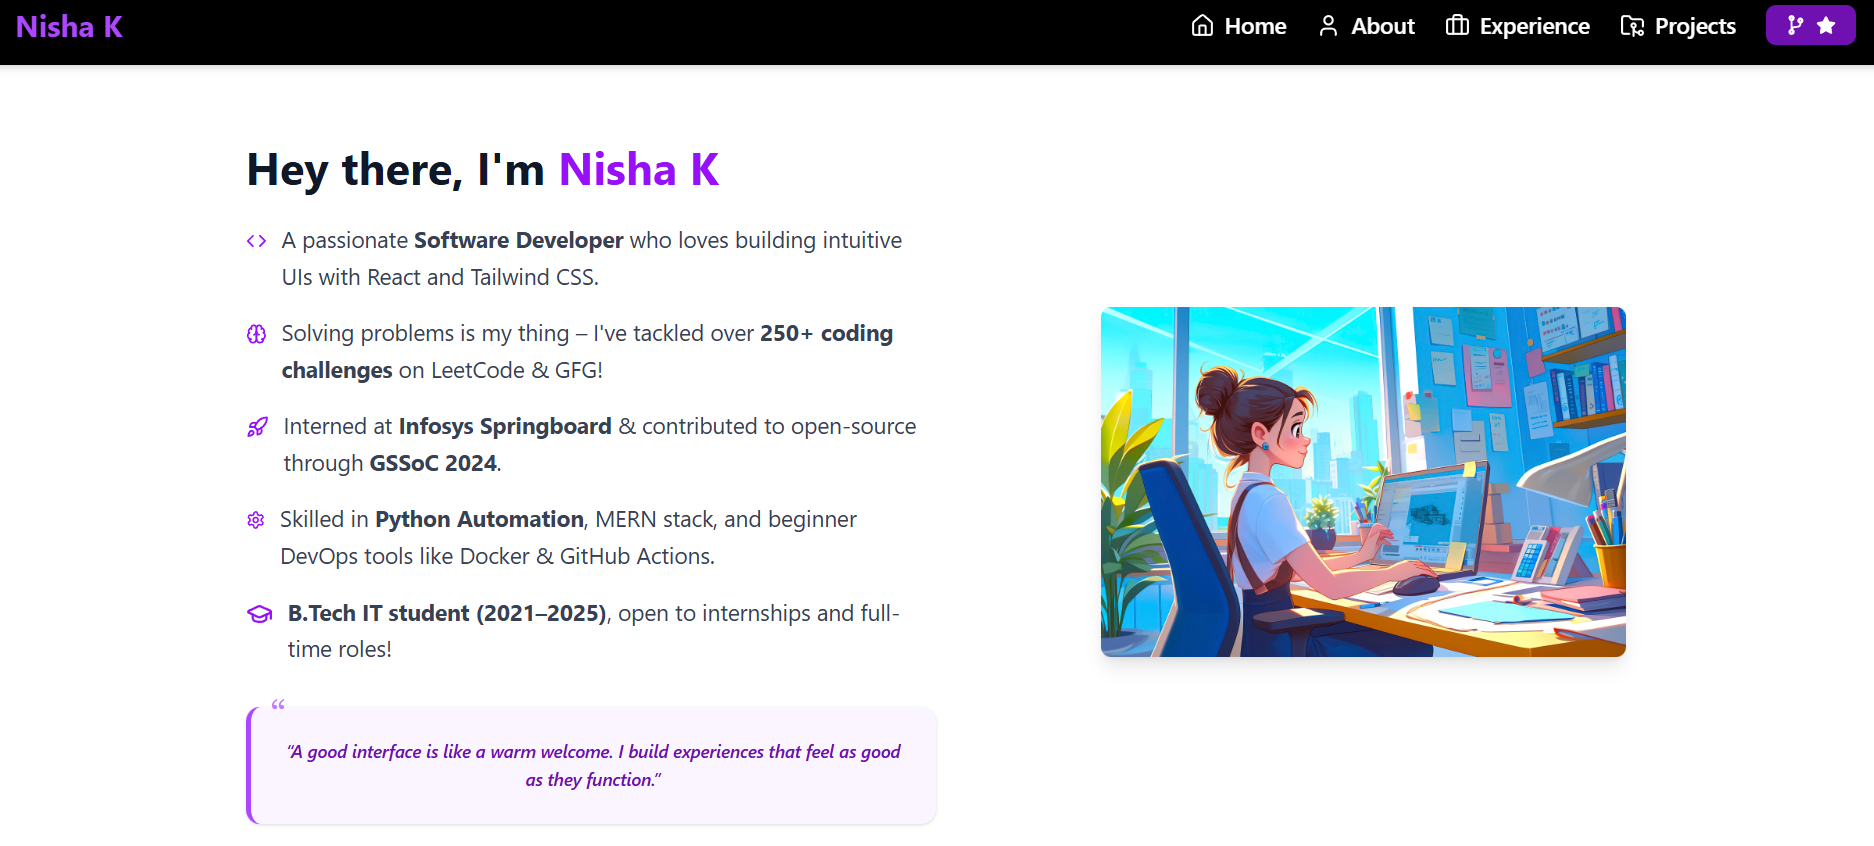 Nisha K
Home
About
Experience
Projects
Hey there, I'm Nisha K
A passionate Software Developer who loves building intuitive
UIs with React and Tailwind CSS.
Solving problems is my thing – I've tackled over 250+ coding
challenges on LeetCode & GFG!
Interned at Infosys Springboard & contributed to open-source
through GSSoC 2024.
Skilled in Python Automation, MERN stack, and beginner
DevOps tools like Docker & GitHub Actions.
B.Tech IT student (2021–2025), open to internships and full-
time roles!
“
“A good interface is like a warm welcome. I build experiences that feel as good
as they function.”